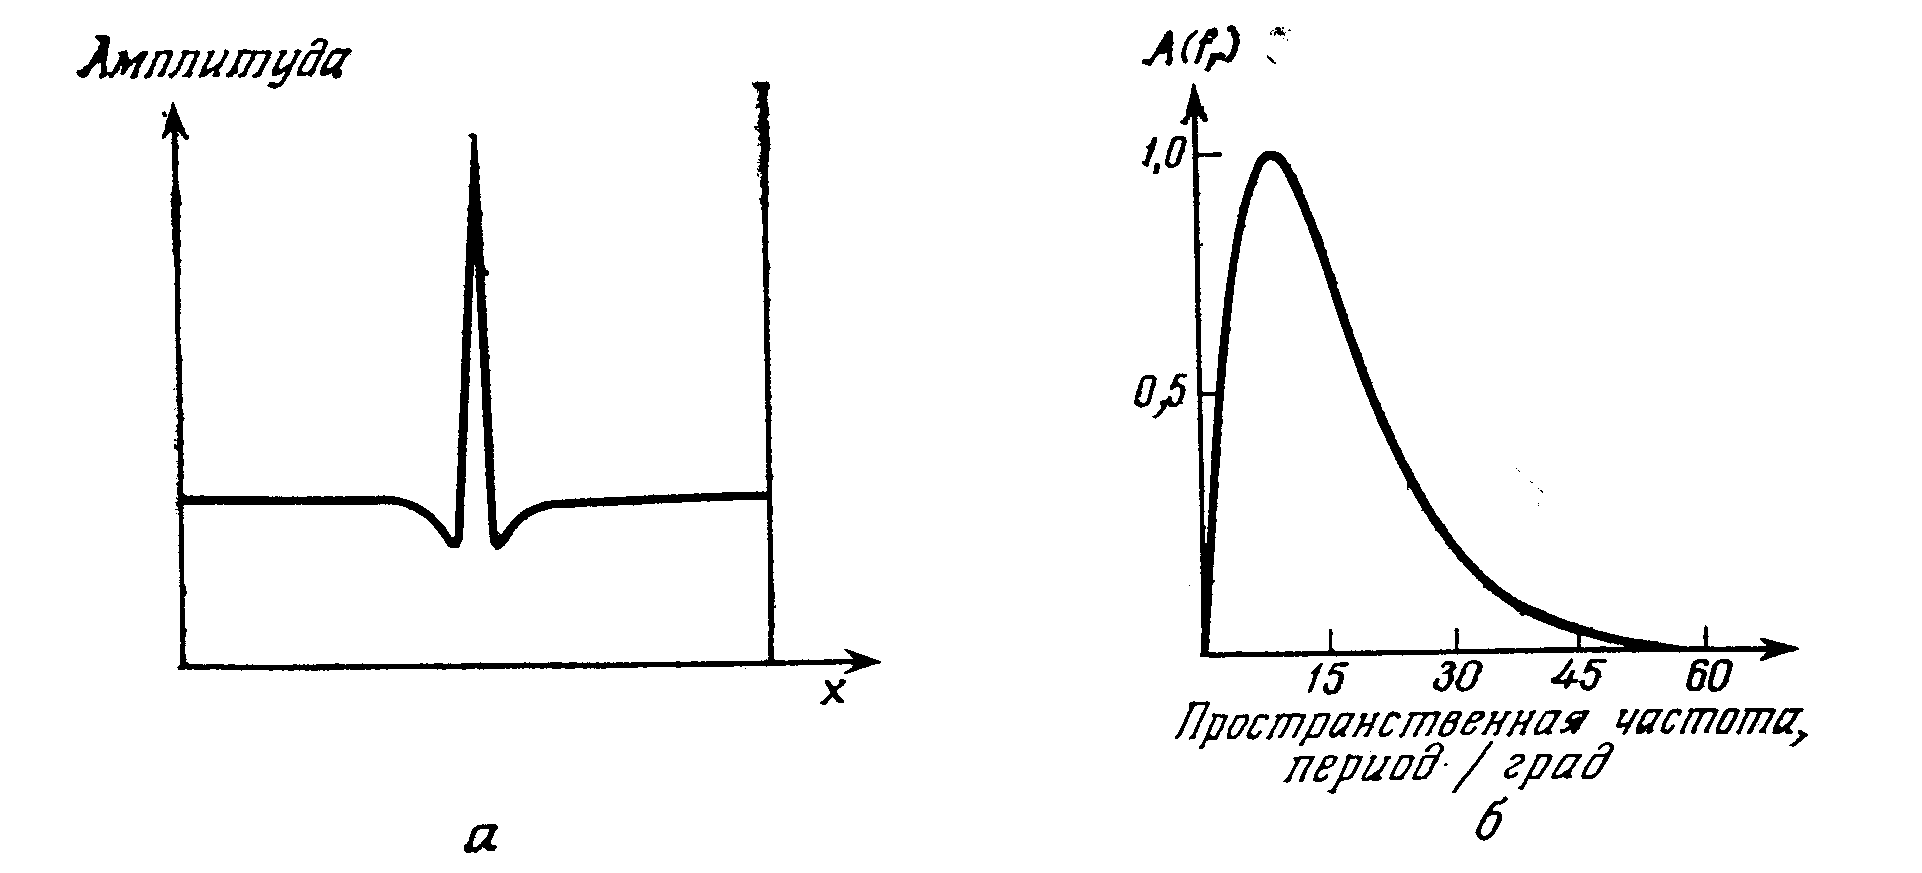 Амплитуда
x
а
A(fr)
1,0
0,5
15 30 45 60
Пространственная частота,
период / град
б